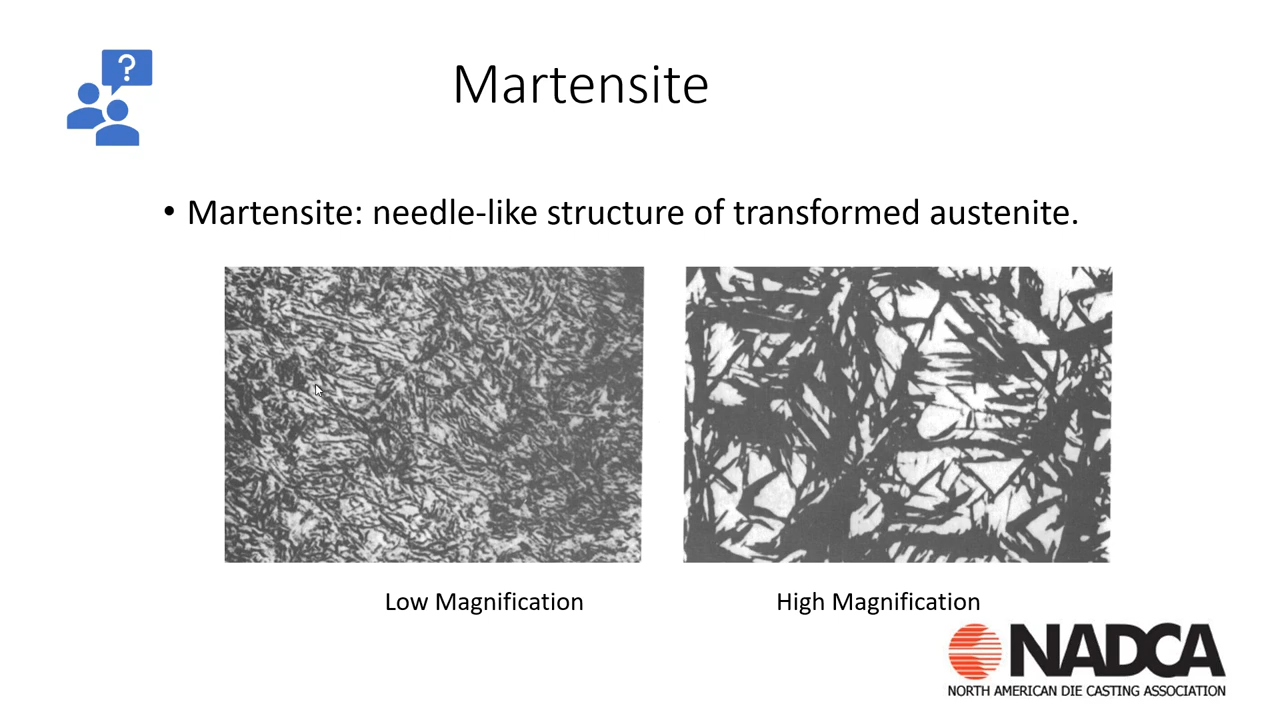 ?
Martensite
• Martensite: needle-like structure of transformed austenite.
Low Magnification
High Magnification
NADCA
NORTH AMERICAN DIE CASTING ASSOCIATION